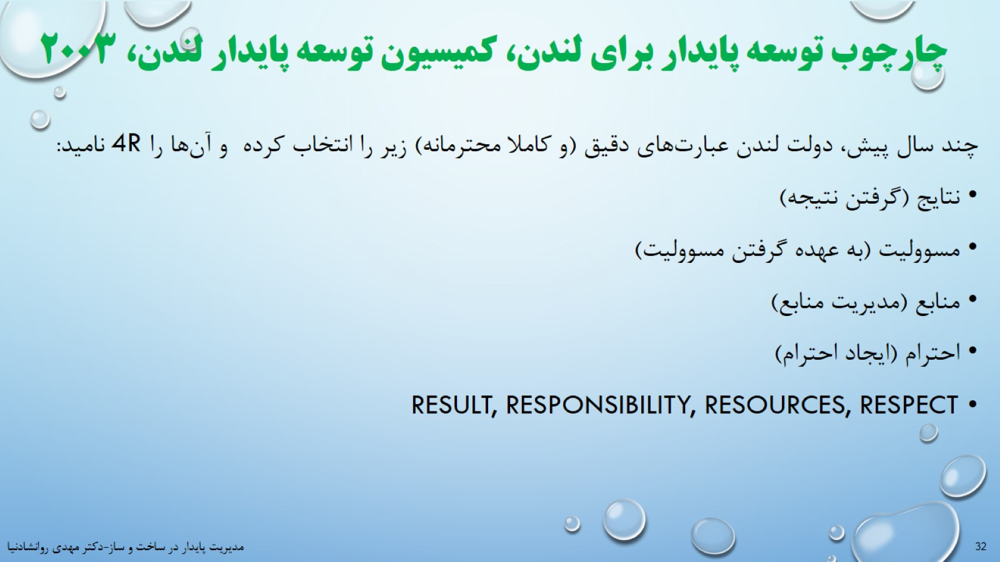 چارچوب توسعه پایدار برای لندن، کمیسیون توسعه پایدار لندن، ۲۰۰۳
چند سال پیش، دولت لندن عبارت‌های دقیق (و کاملا محترمانه) زیر را انتخاب کرده و آن‌ها را 4R نامید:
• نتایج (گرفتن نتیجه)
• مسوولیت (به عهده گرفتن مسوولیت)
• منابع (مدیریت منابع)
• احترام (ایجاد احترام)
• RESULT, RESPONSIBILITY, RESOURCES, RESPECT
مدیریت پایدار در ساخت و ساز-دکتر مهدی روانشادنیا
32